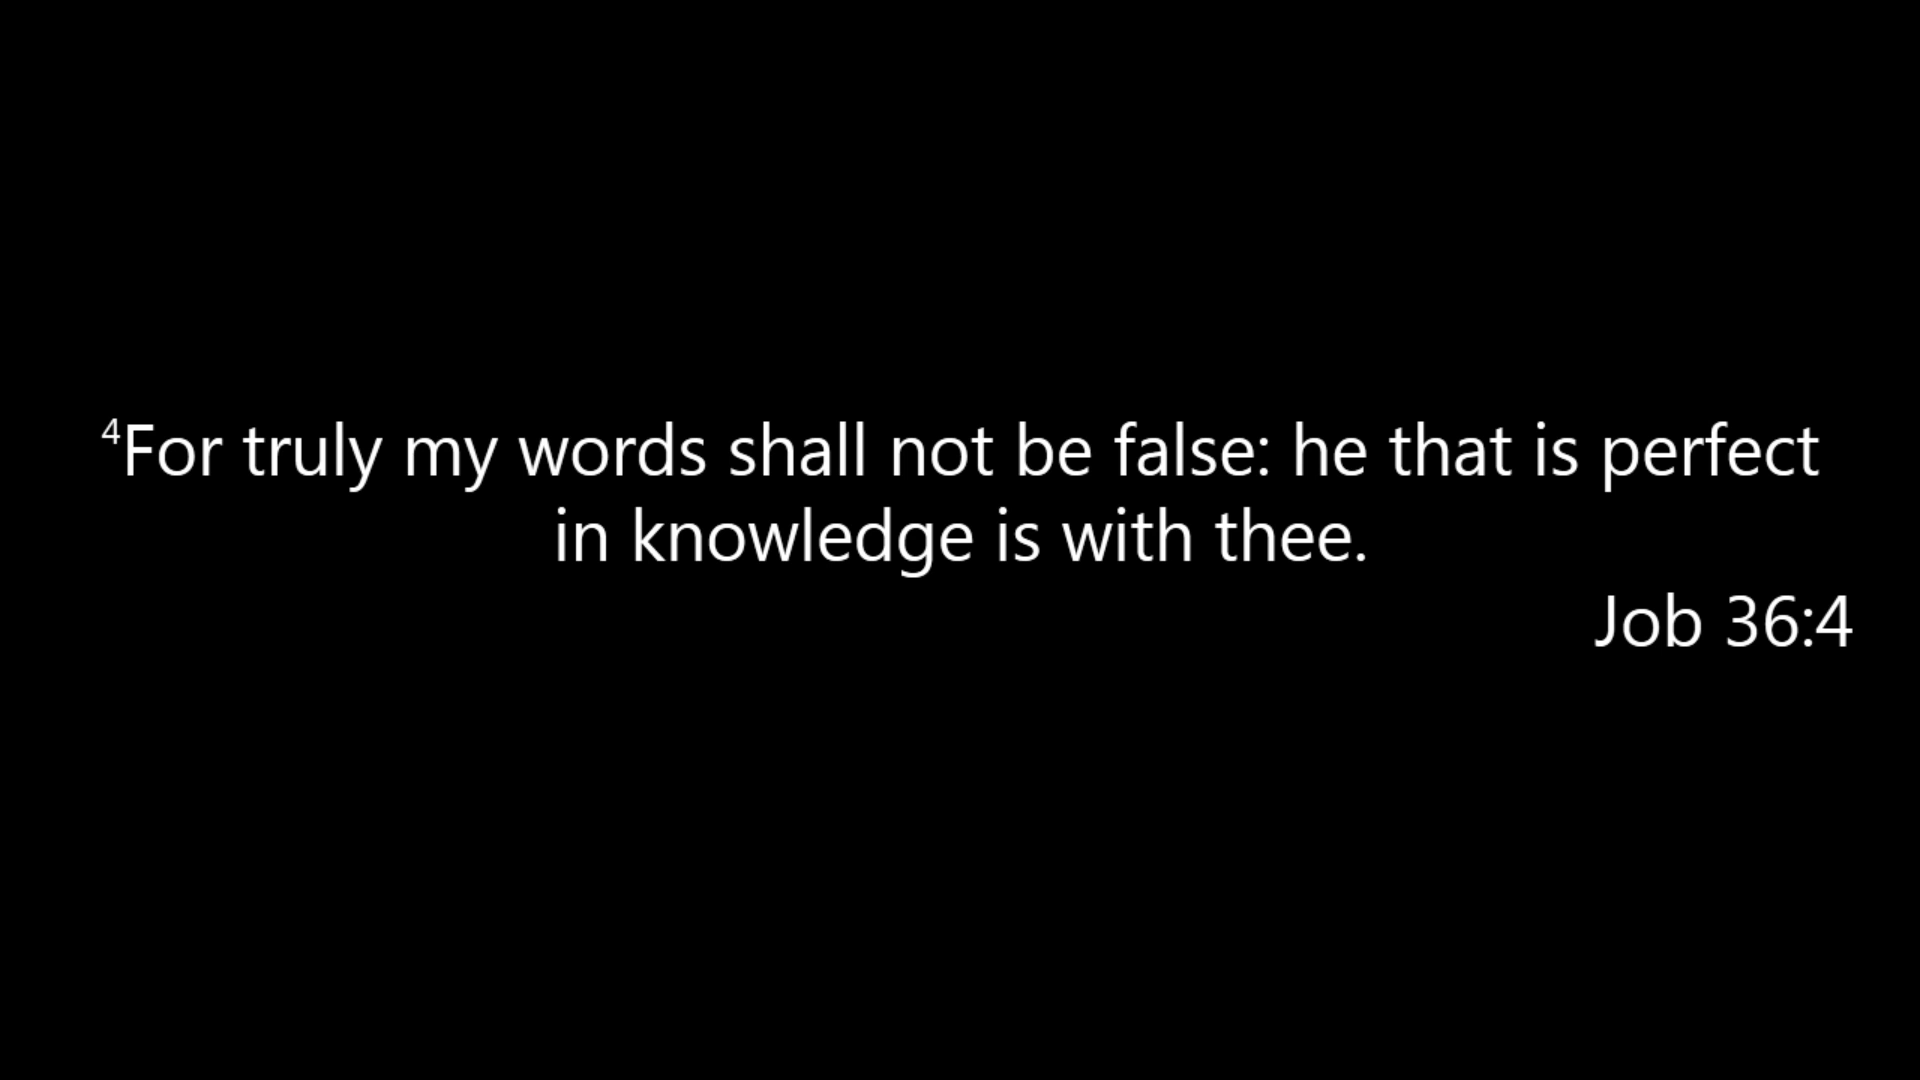 ⁴For truly my words shall not be false: he that is perfect
in knowledge is with thee.
Job 36:4